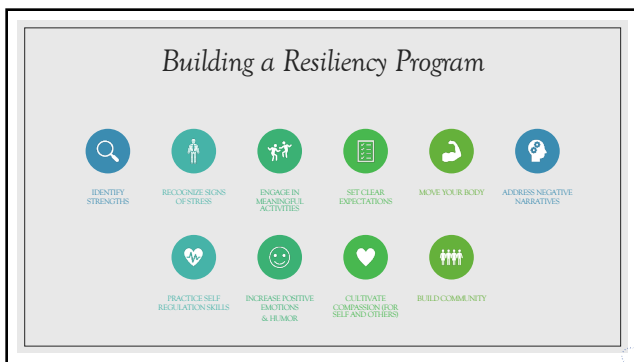 Building a Resiliency Program
IDENTIFY
STRENGTHS
RECOGNIZE SIGNS
OF STRESS
ENGAGE IN
MEANINGFUL
ACTIVITIES
SET CLEAR
EXPECTATIONS
MOVE YOUR BODY
ADDRESS NEGATIVE
NARRATIVES
PRACTICE SELF
REGULATION SKILLS
INCREASE POSITIVE
EMOTIONS
& HUMOR
CULTIVATE
COMPASSION (FOR
SELF AND OTHERS)
BUILD COMMUNITY